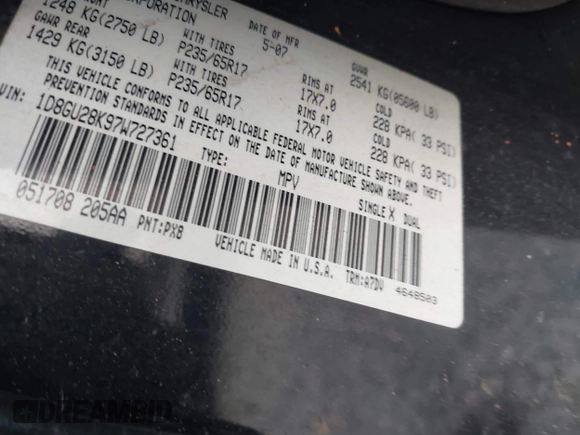 CHRYSLER
CORPORATION
DATE OF MFR
5-07
GVWR
2541 KG(05600 LB)
1248 KG(2750 LB)
WITH TIRES
P235/65R17
RIMS AT
17X7.0
COLD
228 KPA( 33 PSI)
GAWR REAR
1429 KG(3150 LB)
WITH TIRES
P235/65R17
RIMS AT
17X7.0
COLD
228 KPA( 33 PSI)
THIS VEHICLE CONFORMS TO ALL APPLICABLE FEDERAL MOTOR VEHICLE SAFETY AND THEFT
PREVENTION STANDARDS IN EFFECT ON THE DATE OF MANUFACTURE SHOWN ABOVE.
VIN: 1D8GU28K97W727361
TYPE: MPV
SINGLE X DUAL
051708 205AA PNT:PXB
VEHICLE MADE IN U.S.A. TRM:A7DV
4648503
DREAMBID